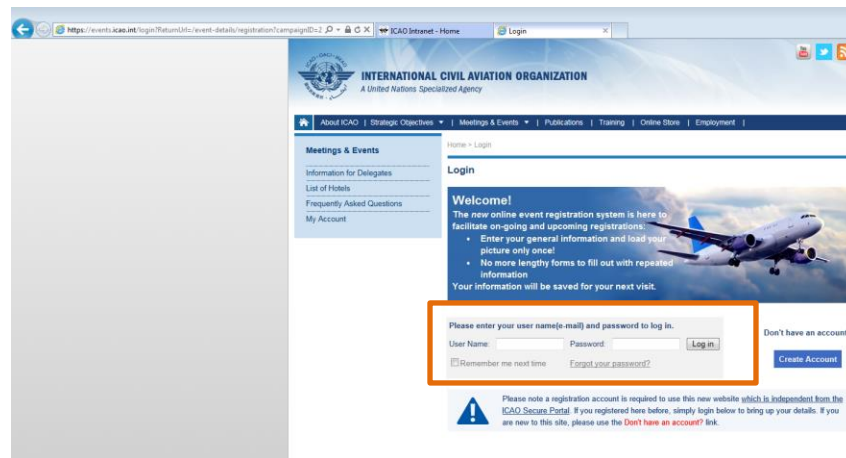 https://events.icao.int/login?ReturnUrl=/event-details/registration?campaignID=2
ICAO Intranet - Home
Login
INTERNATIONAL CIVIL AVIATION ORGANIZATION
A United Nations Specialized Agency
About ICAO | Strategic Objectives | Meetings & Events | Publications | Training | Online Store | Employment |
Meetings & Events
Information for Delegates
List of Hotels
Frequently Asked Questions
My Account
Home > Login
Login
Welcome!
The new online event registration system is here to
facilitate on-going and upcoming registrations:
• Enter your general information and load your
picture only once!
• No more lengthy forms to fill out with repeated
information
Your information will be saved for your next visit.
Please enter your user name(e-mail) and password to log in.
User Name: Password: Log in
Remember me next time Forgot your password?
Don't have an account
Create Account
Please note a registration account is required to use this new website which is independent from the
ICAO Secure Portal. If you registered here before, simply login below to bring up your details. If you
are new to this site, please use the Don't have an account? link.